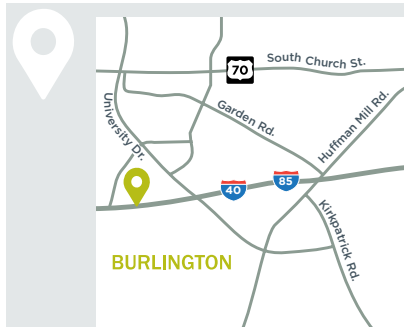 South Church St.
70
Garden Rd.
University Dr.
Huffman Mill Rd.
85
40
Kirkpatrick Rd.
BURLINGTON